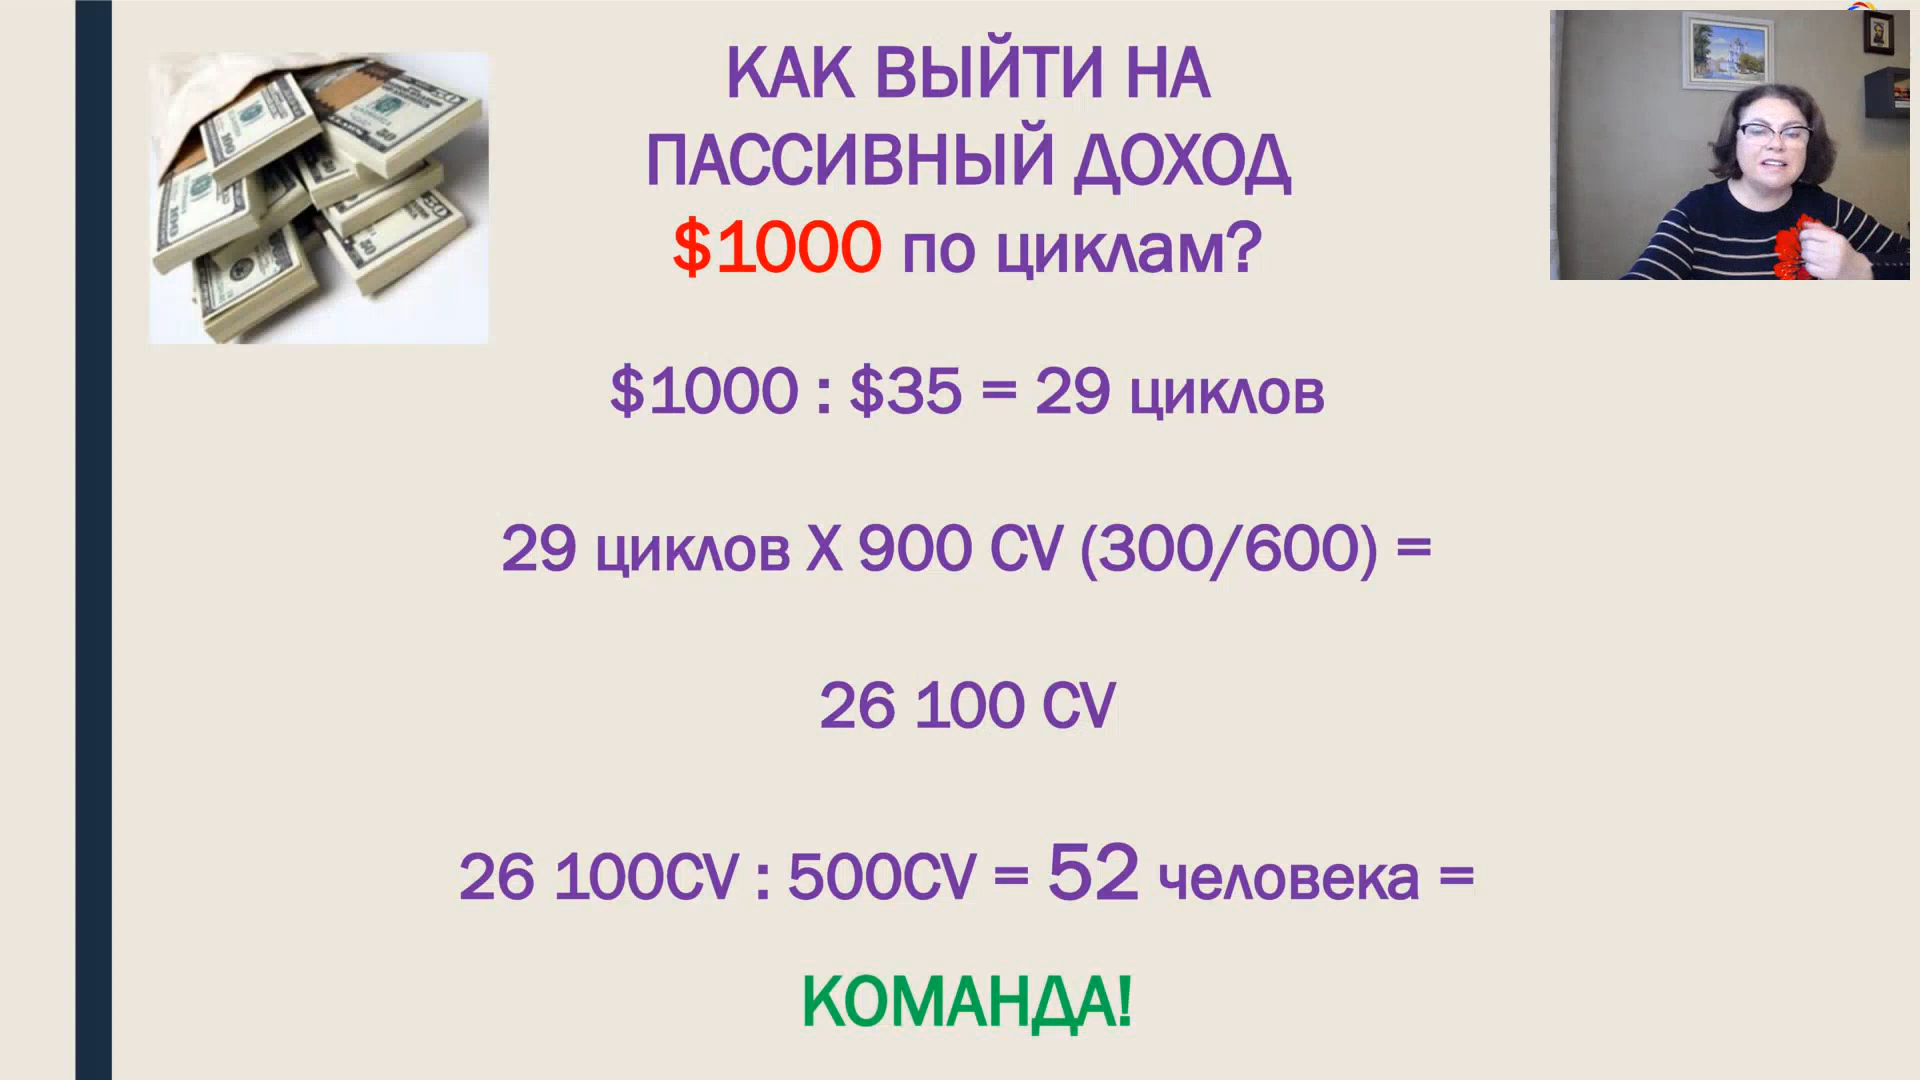 КАК ВЫЙТИ НА
ПАССИВНЫЙ ДОХОД
$1000 по циклам?
$1000 : $35 = 29 циклов
29 циклов Х 900 CV (300/600) =
26 100 CV
26 100CV : 500CV = 52 человека =
КОМАНДА!